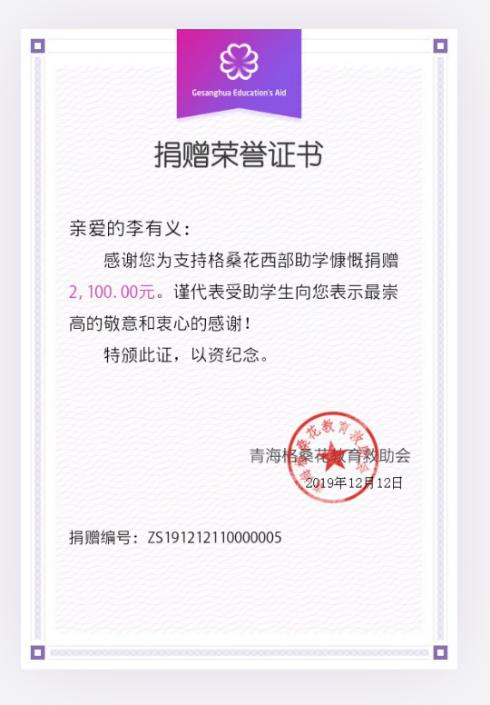 Gesanghua Education's Aid
捐赠荣誉证书
亲爱的李有义：
感谢您为支持格桑花西部助学慷慨捐赠
2,100.00元。谨代表受助学生向您表示最崇
高的敬意和衷心的感谢！
特颁此证，以资纪念。
青海格桑花教育救助会
2019年12月12日
捐赠编号：ZS191212110000005